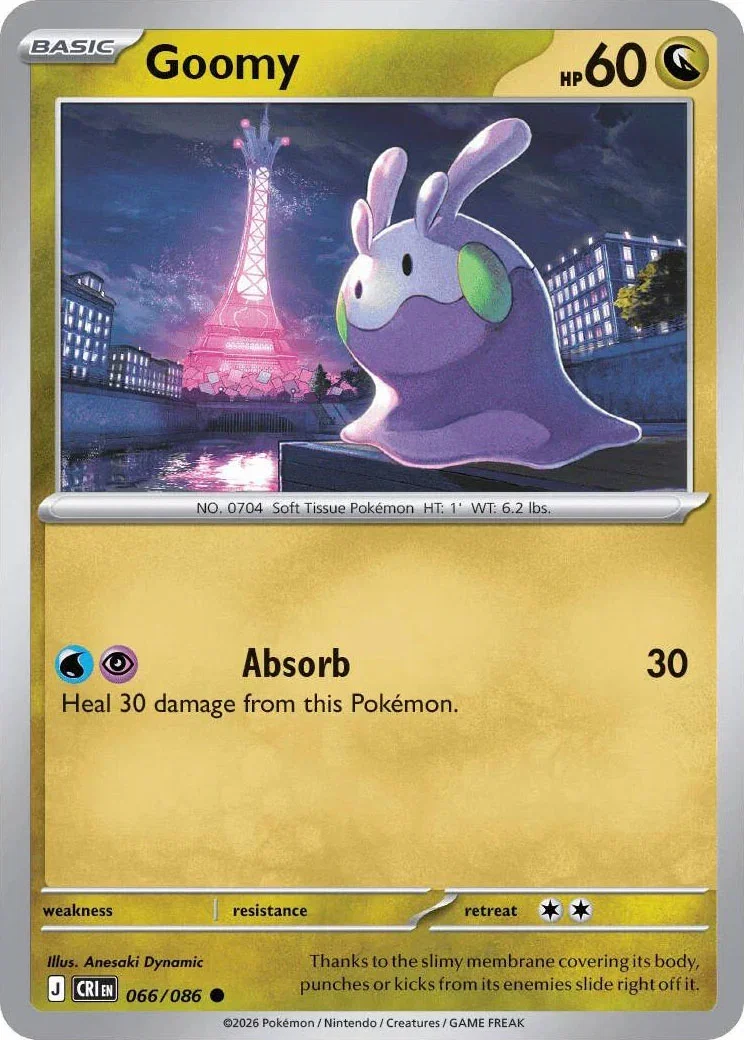 BASIC
Goomy
HP 60
NO. 0704 Soft Tissue Pokémon HT: 1' WT: 6.2 lbs.
Absorb 30
Heal 30 damage from this Pokémon.
weakness resistance retreat
Illus. Anesaki Dynamic
Thanks to the slimy membrane covering its body,
punches or kicks from its enemies slide right off it.
J CRI EN 066/086
©2026 Pokémon / Nintendo / Creatures / GAME FREAK